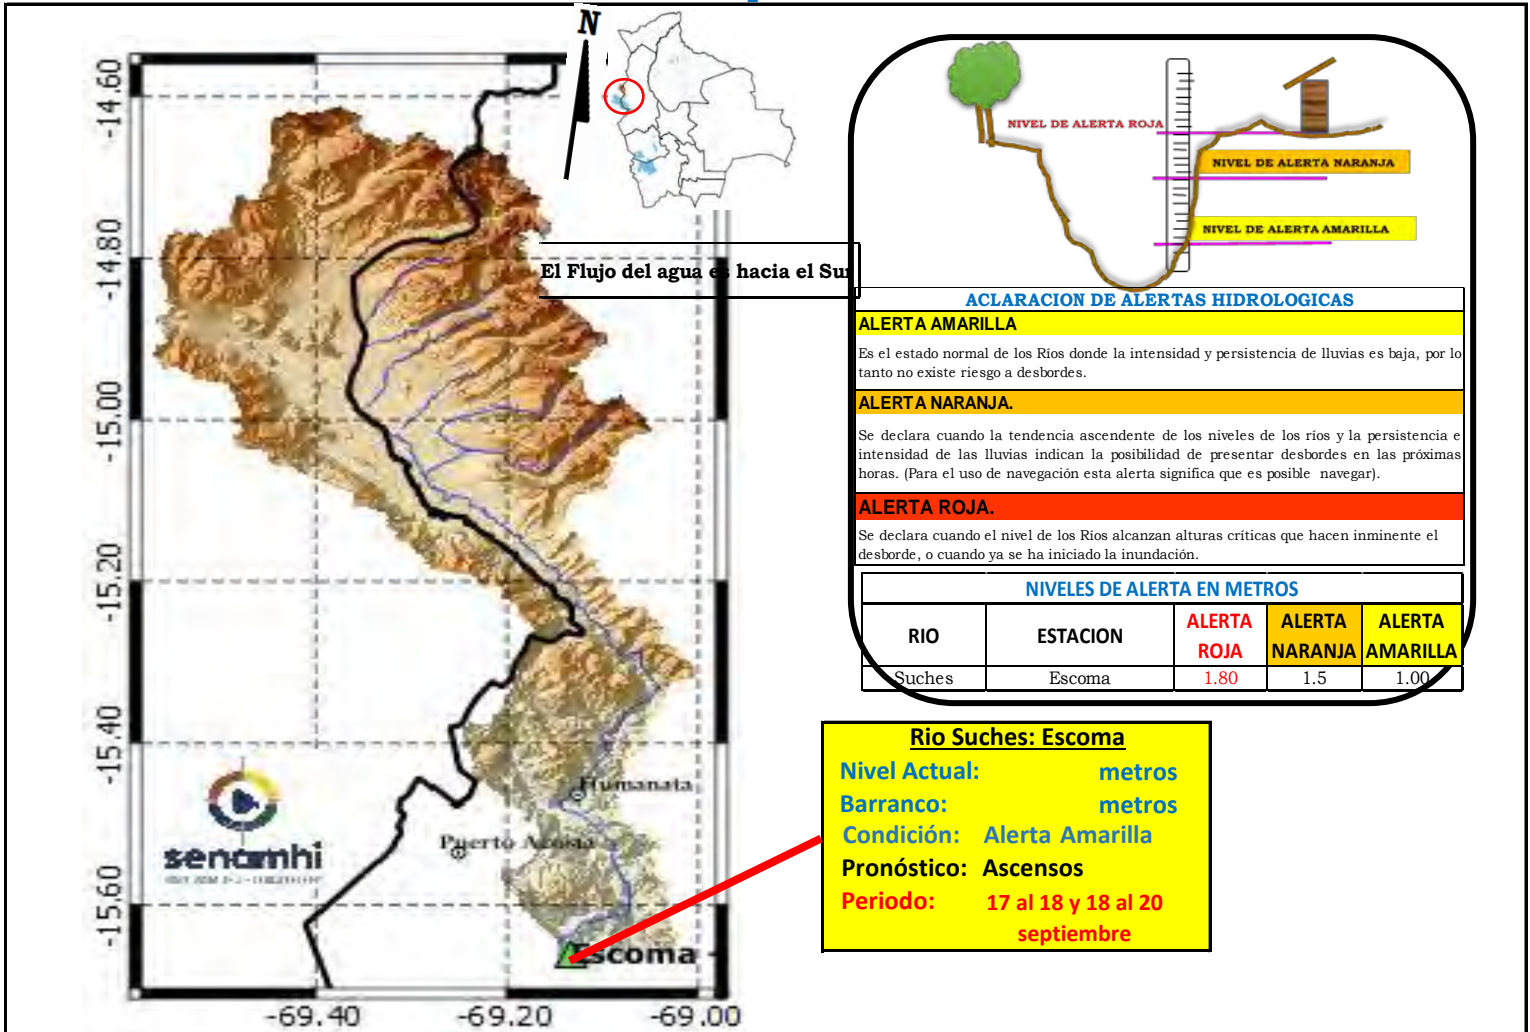 N
-14.60
-14.80
-15.00
-15.20
-15.40
-15.60
-69.40
-69.20
-69.00
El Flujo del agua es hacia el Sur
Humanata
Puerto Acosta
Escoma
senamhi
NIVEL DE ALERTA ROJA
NIVEL DE ALERTA NARANJA
NIVEL DE ALERTA AMARILLA
ACLARACION DE ALERTAS HIDROLOGICAS
ALERTA AMARILLA
Es el estado normal de los Ríos donde la intensidad y persistencia de lluvias es baja, por lo
tanto no existe riesgo a desbordes.
ALERTA NARANJA.
Se declara cuando la tendencia ascendente de los niveles de los ríos y la persistencia e
intensidad de las lluvias indican la posibilidad de presentar desbordes en las próximas
horas. (Para el uso de navegación esta alerta significa que es posible navegar).
ALERTA ROJA.
Se declara cuando el nivel de los Ríos alcanzan alturas críticas que hacen inminente el
desborde, o cuando ya se ha iniciado la inundación.
NIVELES DE ALERTA EN METROS
RIO ESTACION ALERTA ROJA ALERTA NARANJA ALERTA AMARILLA
Suches Escoma 1.80 1.5 1.00
Rio Suches: Escoma
Nivel Actual: metros
Barranco: metros
Condición: Alerta Amarilla
Pronóstico: Ascensos
Periodo: 17 al 18 y 18 al 20
septiembre